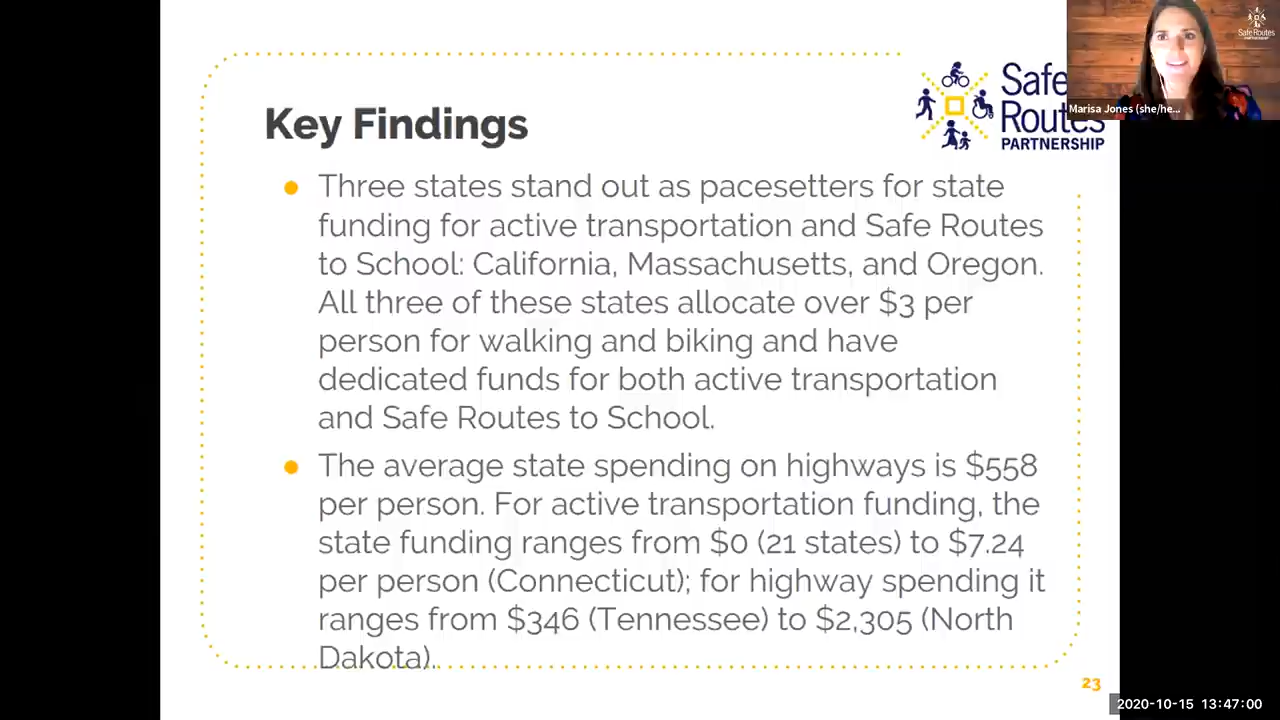 Key Findings
Safe
Routes
PARTNERSHIP
Safe Routes
PARTNERSHIP
Marisa Jones (she/he...
● Three states stand out as pacesetters for state
funding for active transportation and Safe Routes
to School: California, Massachusetts, and Oregon.
All three of these states allocate over $3 per
person for walking and biking and have
dedicated funds for both active transportation
and Safe Routes to School.
● The average state spending on highways is $558
per person. For active transportation funding, the
state funding ranges from $0 (21 states) to $7.24
per person (Connecticut); for highway spending it
ranges from $346 (Tennessee) to $2,305 (North
Dakota).
23
2020-10-15 13:47:00